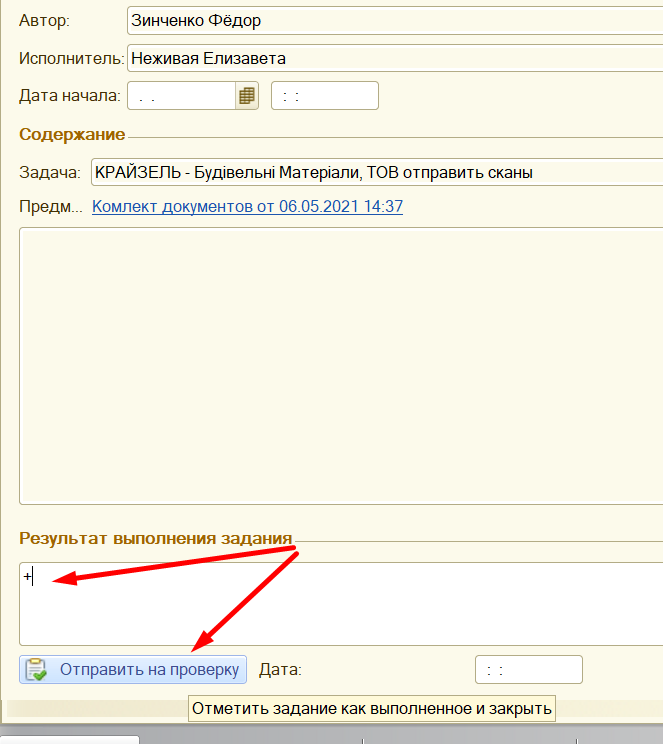 Автор: Зинченко Фёдор
Исполнитель: Неживая Елизавета
Дата начала: . . : :
Содержание
Задача: КРАЙЗЕЛЬ - Будівельні Матеріали, ТОВ отправить сканы
Предм... Комлект документов от 06.05.2021 14:37
Результат выполнения задания
+
Отправить на проверку Дата: : :
Отметить задание как выполненное и закрыть